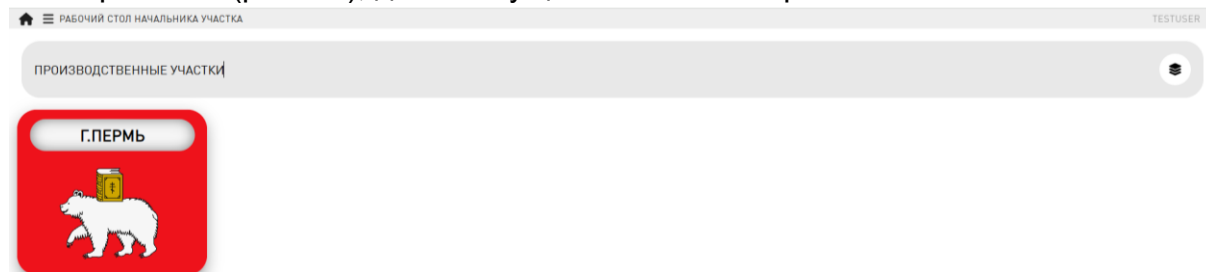 РАБОЧИЙ СТОЛ НАЧАЛЬНИКА УЧАСТКА
TESTUSER
ПРОИЗВОДСТВЕННЫЕ УЧАСТКИ
Г.ПЕРМЬ